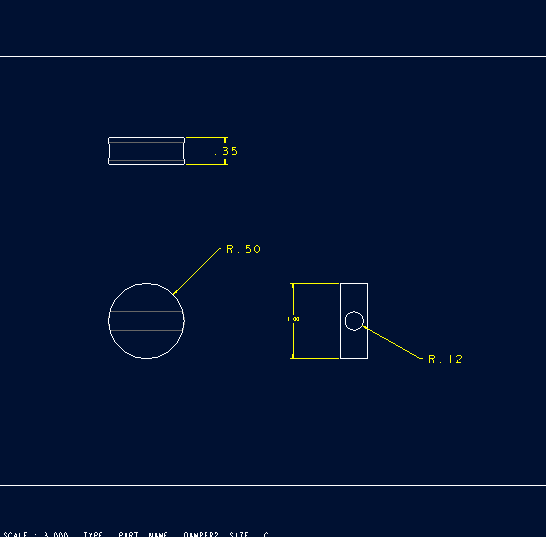 .35
R.50
R.12
SCALE : 3.000 TYPE PART NAME DAMPER2 SIZE C